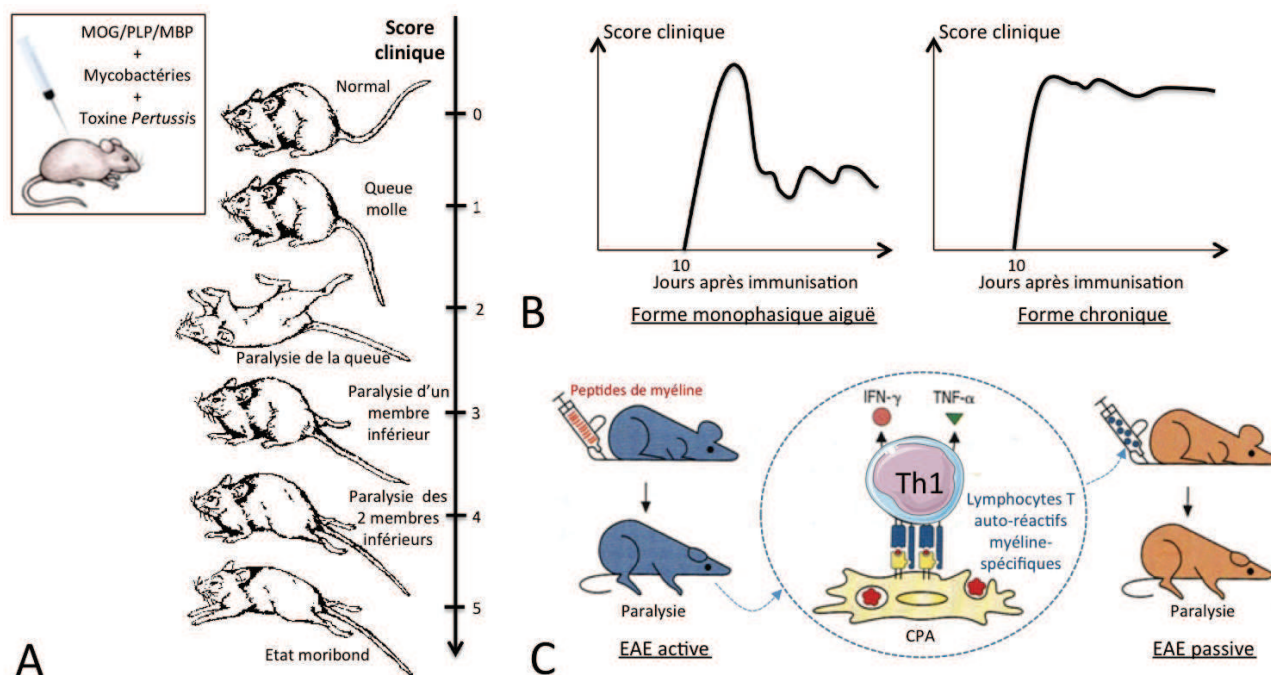 MOG/PLP/MBP
+
Mycobactéries
+
Toxine Pertussis
Score
clinique
Normal
0
Queue
molle
1
2
Paralysie de la queue
Paralysie d’un
membre
inférieur
3
Paralysie des
2 membres
inférieurs
4
5
Etat moribond
A
Score clinique
10
Jours après immunisation
Forme monophasique aiguë
Score clinique
10
Jours après immunisation
Forme chronique
B
Peptides de myéline
Paralysie
EAE active
IFN-γ
TNF-α
Th1
Lymphocytes T
auto-réactifs
myéline-
spécifiques
CPA
Paralysie
EAE passive
C